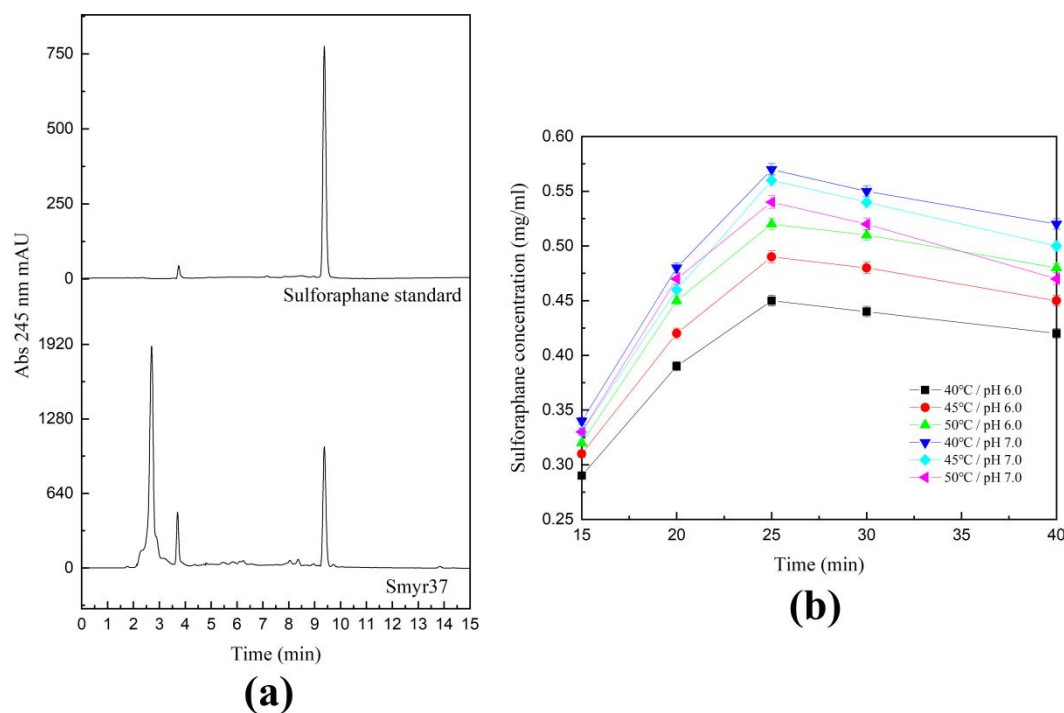 Abs 245 nm mAU
750
500
250
0
Sulforaphane standard
1920
1280
640
0
Smyr37
0 1 2 3 4 5 6 7 8 9 10 11 12 13 14 15
Time (min)
(a)
Sulforaphane concentration (mg/ml)
0.60
0.55
0.50
0.45
0.40
0.35
0.30
0.25
40°C / pH 6.0
45°C / pH 6.0
50°C / pH 6.0
40°C / pH 7.0
45°C / pH 7.0
50°C / pH 7.0
15 20 25 30 35 40
Time (min)
(b)